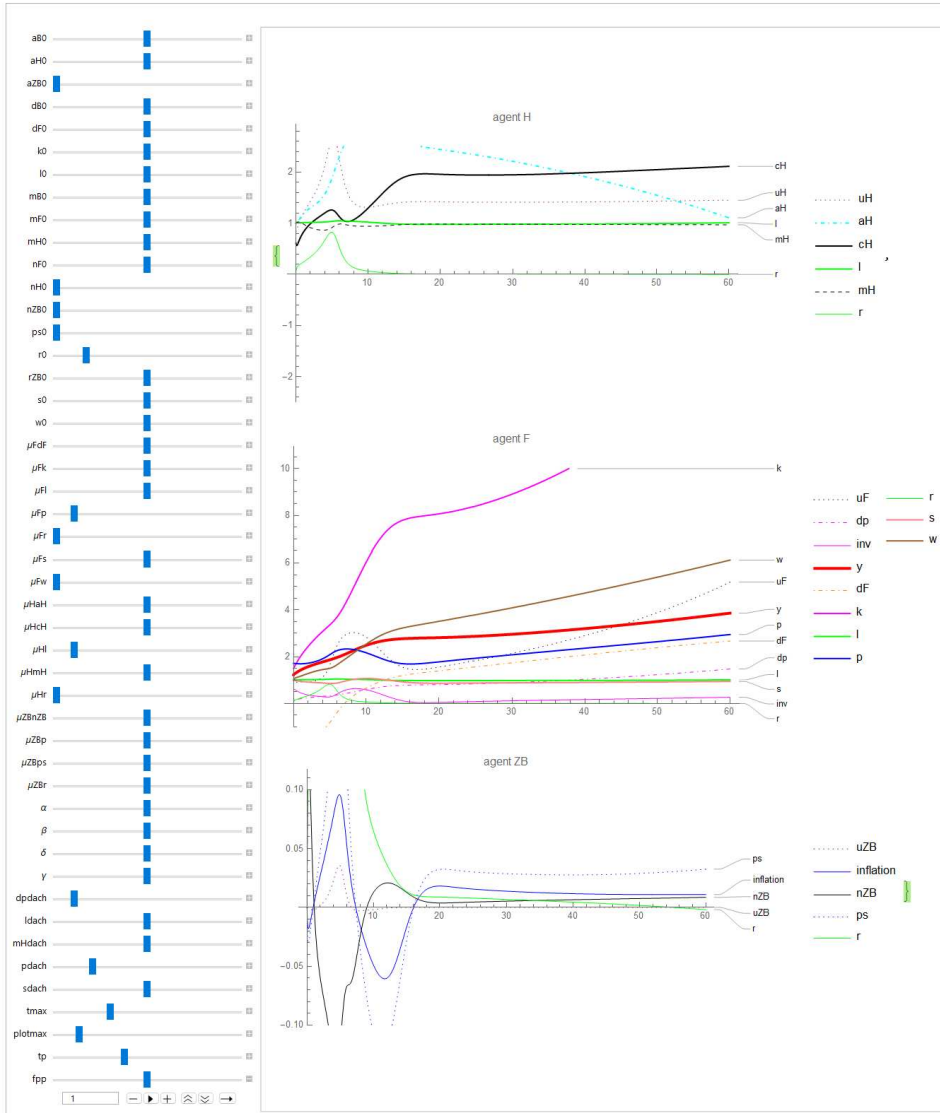 aB0
aH0
aZB0
dB0
dF0
k0
l0
mB0
mF0
mH0
nF0
nH0
nZB0
ps0
r0
rZB0
s0
w0
μFdF
μFk
μFl
μFp
μFr
μFs
μFw
μHaH
μHcH
μHl
μHmH
μHr
μZBnZB
μZBp
μZBps
μZBr
α
β
δ
γ
dpdach
ldach
mHdach
pdach
sdach
tmax
plotmax
tp
fpp
1
agent H
2
1
-1
-2
10 20 30 40 50 60
cH
uH
aH
l
mH
r
uH
aH
cH
l
mH
r
agent F
10
8
6
4
2
10 20 30 40 50 60
k
w
uF
y
p
dF
dp
l
s
inv
r
uF
dp
inv
y
dF
k
l
p
r
s
w
agent ZB
0.10
0.05
0.00
-0.05
-0.10
10 20 30 40 50 60
ps
inflation
nZB
uZB
r
uZB
inflation
nZB
ps
r